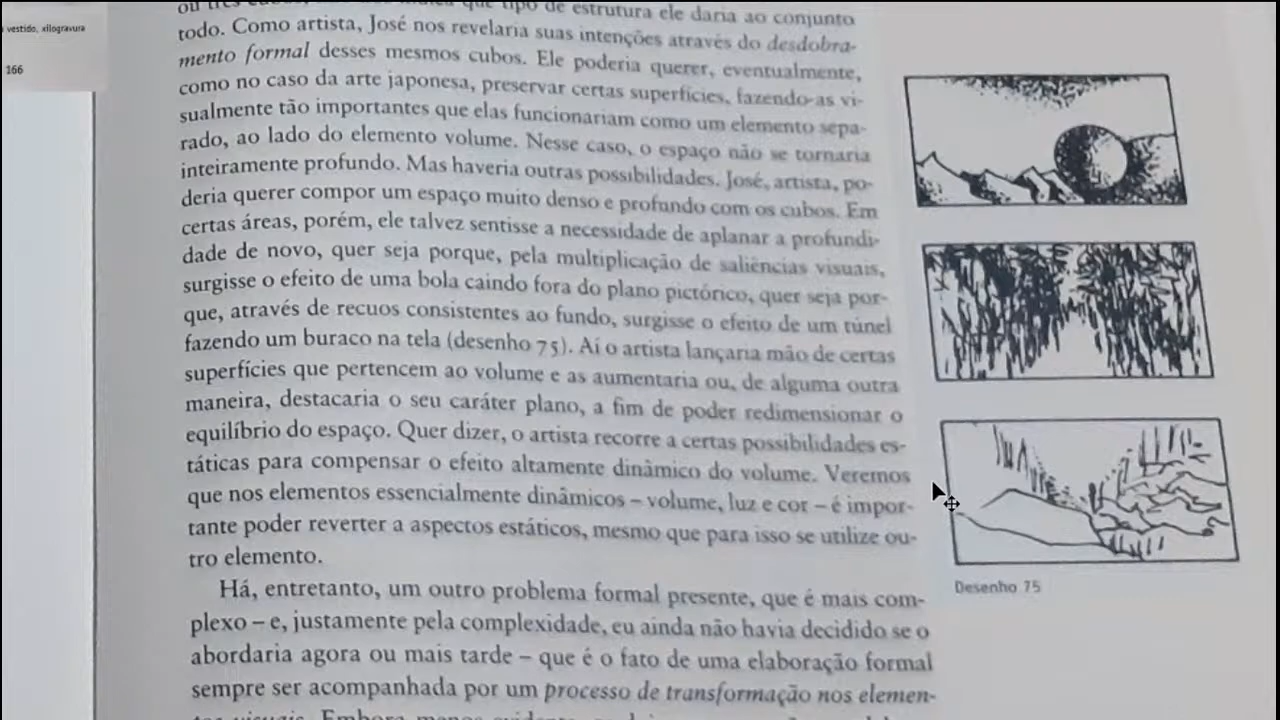 a vestido, xilogravura
166
ou três cubos, que tipo de estrutura ele daria ao conjunto
todo. Como artista, José nos revelaria suas intenções através do desdobra-
mento formal desses mesmos cubos. Ele poderia querer, eventualmente,
como no caso da arte japonesa, preservar certas superfícies, fazendo-as vi-
sualmente tão importantes que elas funcionariam como um elemento sepa-
rado, ao lado do elemento volume. Nesse caso, o espaço não se tornaria
inteiramente profundo. Mas haveria outras possibilidades. José, artista, po-
deria querer compor um espaço muito denso e profundo com os cubos. Em
certas áreas, porém, ele talvez sentisse a necessidade de aplanar a profundi-
dade de novo, quer seja porque, pela multiplicação de saliências visuais,
surgisse o efeito de uma bola caindo fora do plano pictórico, quer seja por-
que, através de recuos consistentes ao fundo, surgisse o efeito de um túnel
fazendo um buraco na tela (desenho 75). Aí o artista lançaria mão de certas
superfícies que pertencem ao volume e as aumentaria ou, de alguma outra
maneira, destacaria o seu caráter plano, a fim de poder redimensionar o
equilíbrio do espaço. Quer dizer, o artista recorre a certas possibilidades es-
táticas para compensar o efeito altamente dinâmico do volume. Veremos
que nos elementos essencialmente dinâmicos – volume, luz e cor – é impor-
tante poder reverter a aspectos estáticos, mesmo que para isso se utilize ou-
tro elemento.
Há, entretanto, um outro problema formal presente, que é mais com-
plexo – e, justamente pela complexidade, eu ainda não havia decidido se o
abordaria agora ou mais tarde – que é o fato de uma elaboração formal
sempre ser acompanhada por um processo de transformação nos elemen-
Desenho 75